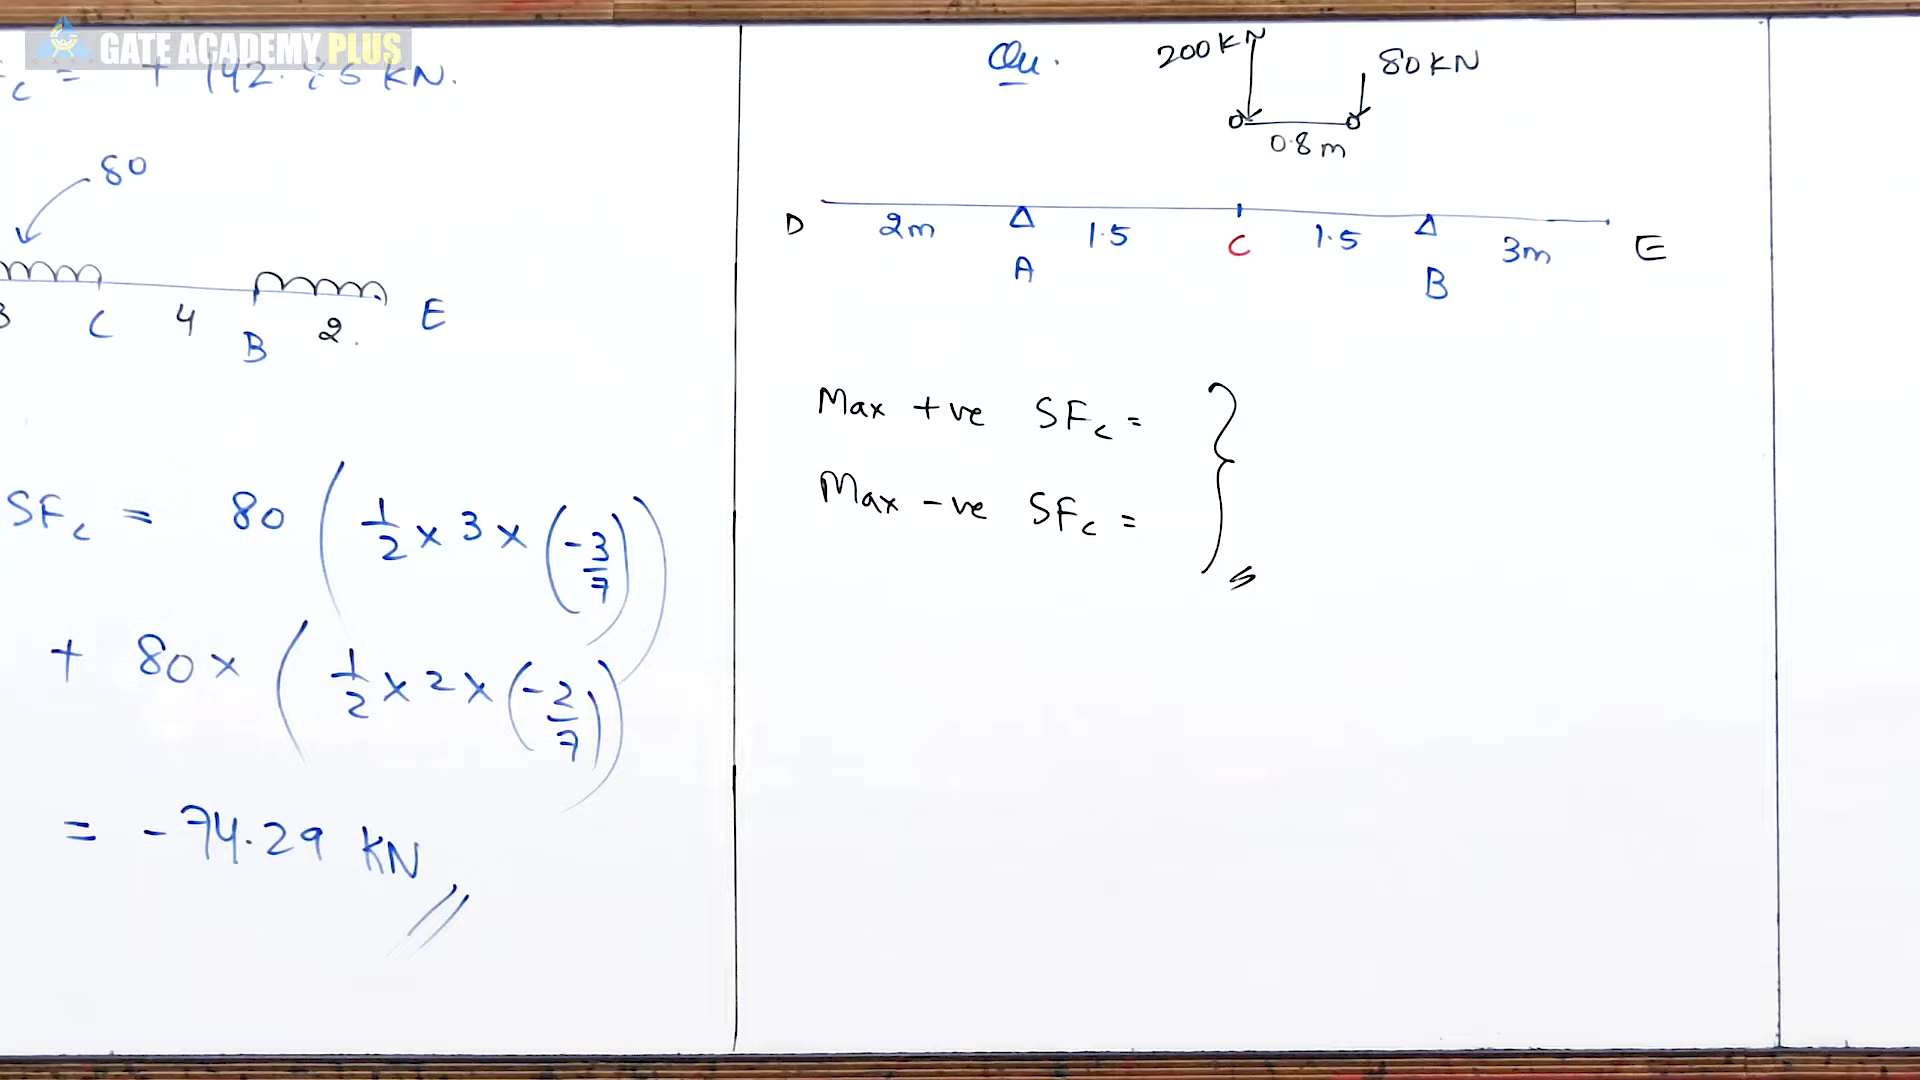 GATE ACADEMY PLUS
c = + 142.85 KN.
80
3 C 4 B 2. E
SFc = 80 ( 1/2 × 3 × (-3/7) )
+ 80 × ( 1/2 × 2 × (-2/7) )
= - 74.29 KN
Qu.
200 KN 80 KN
0.8 m
D 2m A 1.5 C 1.5 B 3m E
Max +ve SFc =
Max -ve SFc =